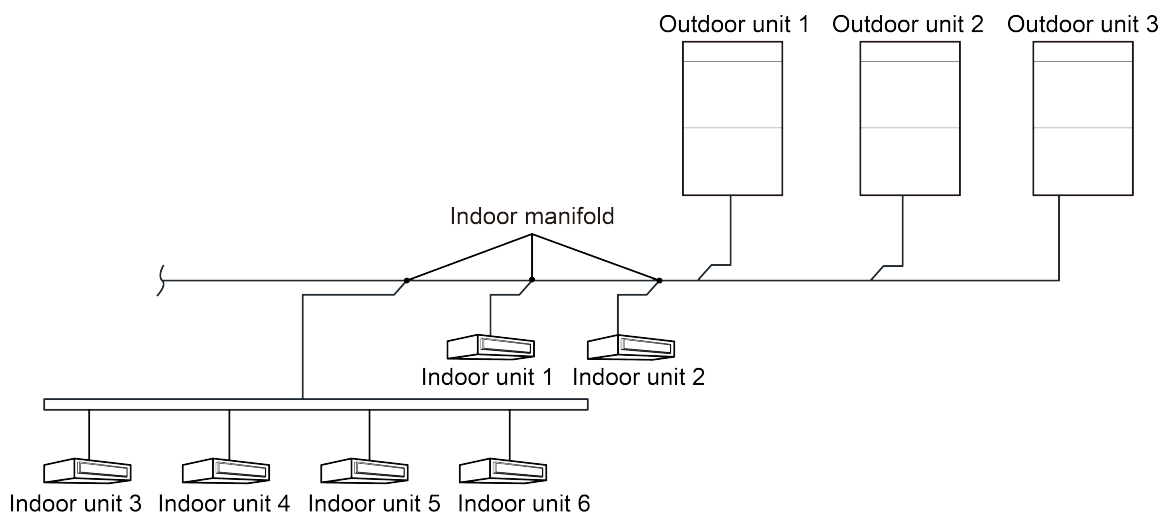 Outdoor unit 1
Outdoor unit 2
Outdoor unit 3
Indoor manifold
Indoor unit 1
Indoor unit 2
Indoor unit 3
Indoor unit 4
Indoor unit 5
Indoor unit 6